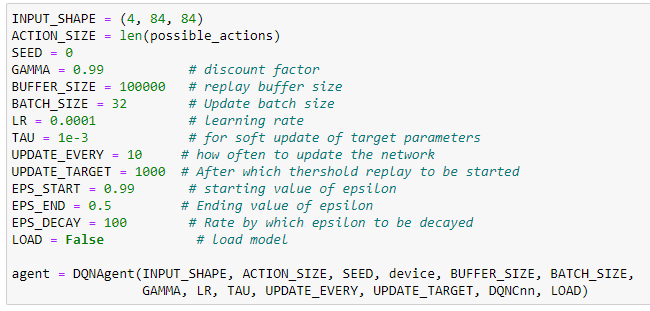 INPUT_SHAPE = (4, 84, 84)
ACTION_SIZE = len(possible_actions)
SEED = 0
GAMMA = 0.99           # discount factor
BUFFER_SIZE = 100000   # replay buffer size
BATCH_SIZE = 32        # Update batch size
LR = 0.0001            # learning rate
TAU = 1e-3             # for soft update of target parameters
UPDATE_EVERY = 10     # how often to update the network
UPDATE_TARGET = 1000  # After which thershold replay to be started
EPS_START = 0.99       # starting value of epsilon
EPS_END = 0.5         # Ending value of epsilon
EPS_DECAY = 100        # Rate by which epsilon to be decayed
LOAD = False            # load model
agent = DQNAgent(INPUT_SHAPE, ACTION_SIZE, SEED, device, BUFFER_SIZE, BATCH_SIZE,
                 GAMMA, LR, TAU, UPDATE_EVERY, UPDATE_TARGET, DQNCnn, LOAD)